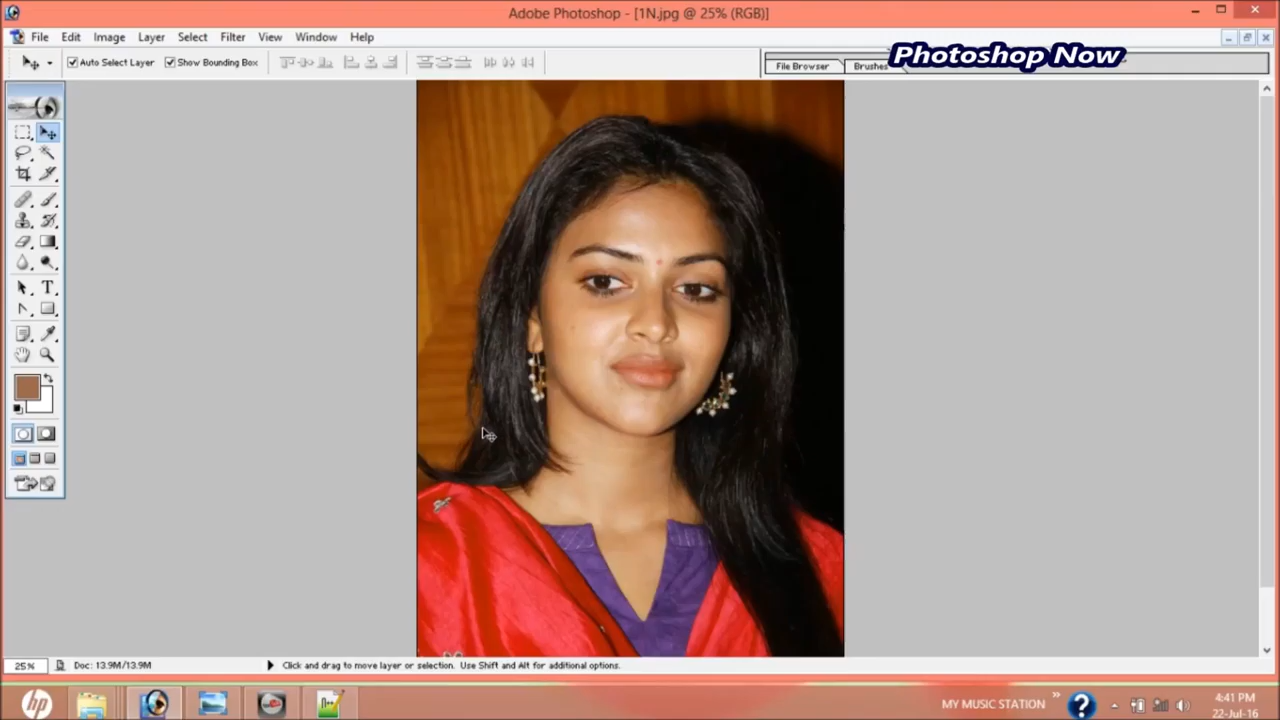 Adobe Photoshop - [1N.jpg @ 25% (RGB)]
File Edit Image Layer Select Filter View Window Help
Auto Select Layer Show Bounding Box
File Browser Brushes
Photoshop Now
T
25% Doc: 13.9M/13.9M Click and drag to move layer or selection. Use Shift and Alt for additional options.
hp
MY MUSIC STATION
?
4:41 PM
22-Jul-16